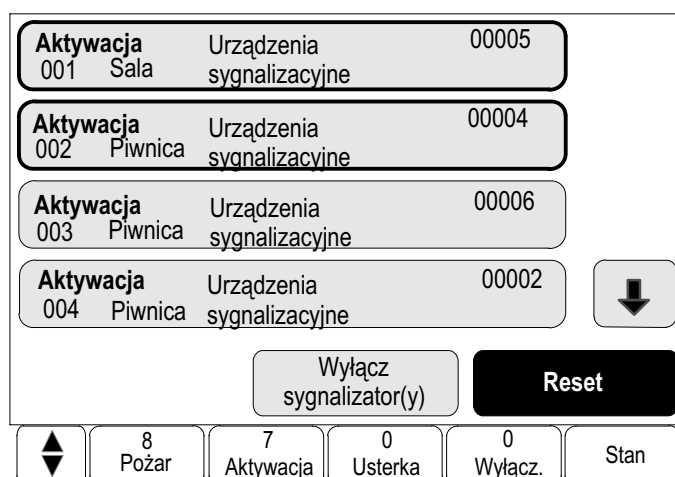 Aktywacja Urządzenia 00005
001 Sala sygnalizacyjne
Aktywacja Urządzenia 00004
002 Piwnica sygnalizacyjne
Aktywacja Urządzenia 00006
003 Piwnica sygnalizacyjne
Aktywacja Urządzenia 00002
004 Piwnica sygnalizacyjne
Wyłącz
sygnalizator(y)
Reset
8 7 0 0
Pożar Aktywacja Usterka Wyłącz. Stan